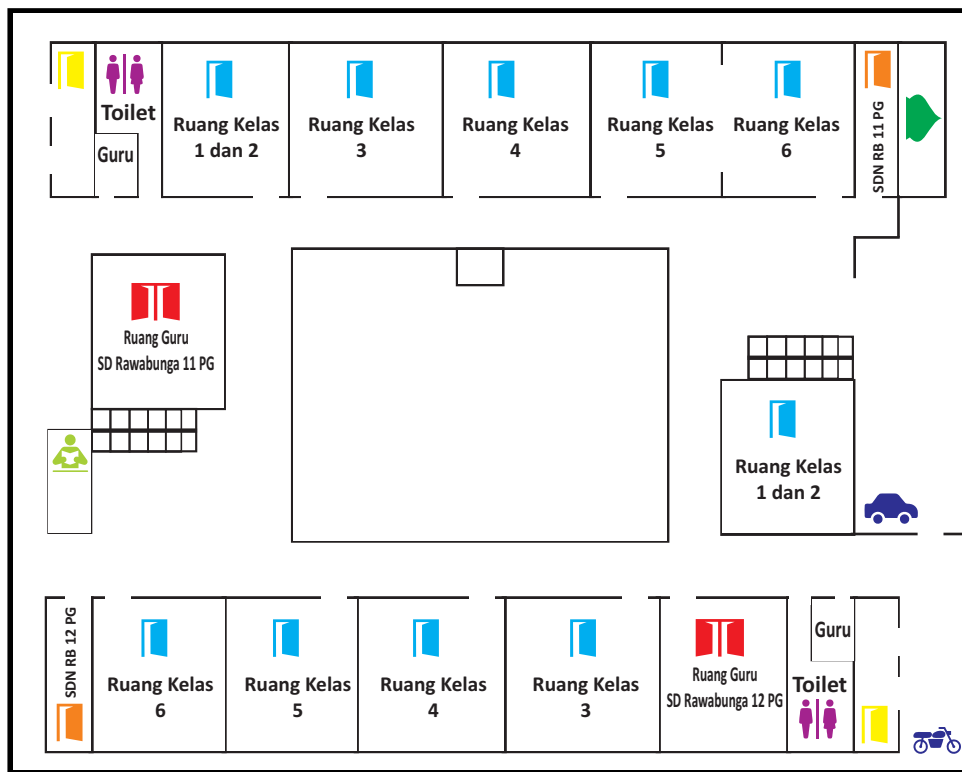 Toilet
Guru
Ruang Kelas
1 dan 2
Ruang Kelas
3
Ruang Kelas
4
Ruang Kelas
5
Ruang Kelas
6
SDN RB 11 PG
Ruang Guru
SD Rawabunga 11 PG
Ruang Kelas
1 dan 2
SDN RB 12 PG
Ruang Kelas
6
Ruang Kelas
5
Ruang Kelas
4
Ruang Kelas
3
Ruang Guru
SD Rawabunga 12 PG
Guru
Toilet